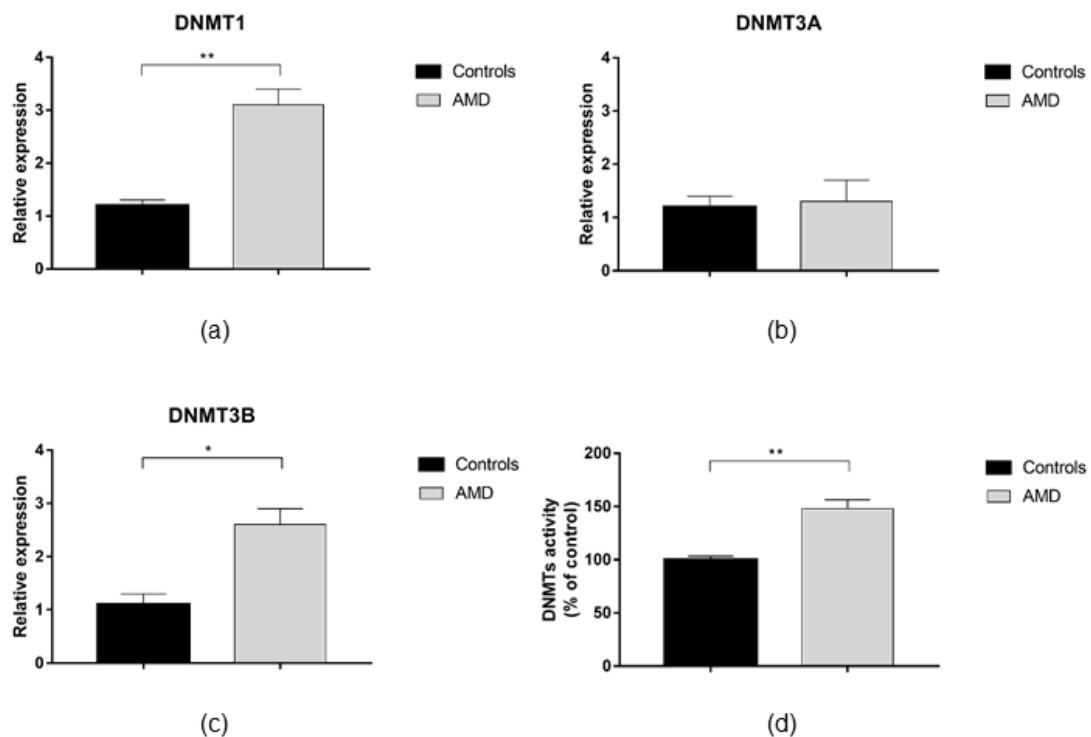 DNMT1
**
4
3
2
1
0
Relative expression
Controls
AMD
(a)
DNMT3A
4
3
2
1
0
Relative expression
Controls
AMD
(b)
DNMT3B
*
4
3
2
1
0
Relative expression
Controls
AMD
(c)
**
200
150
100
50
0
DNMTs activity
(% of control)
Controls
AMD
(d)